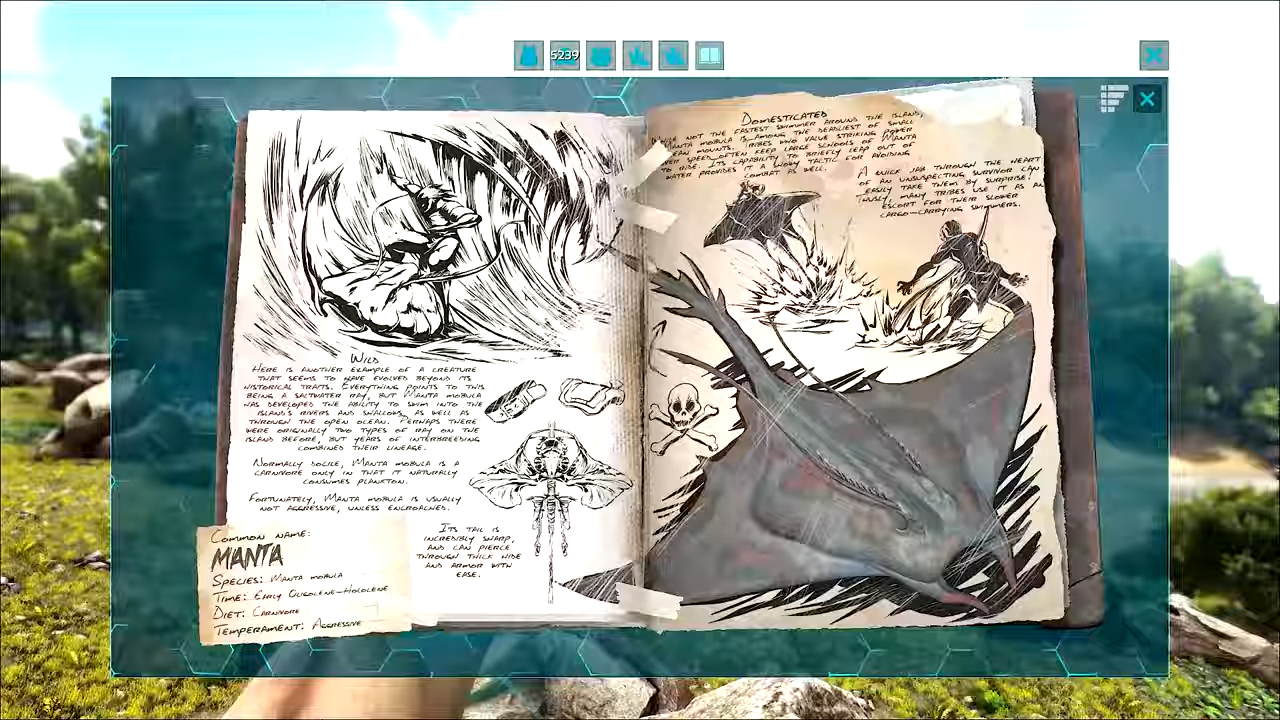 5239
Wild
Here is another example of a creature
that seems to have evolved beyond its
historical traits. Everything points to this
being a saltwater ray, but Manta mobula
has developed the ability to swim into the
island's rivers and shallows, as well as
through the open ocean. Perhaps there
were originally two types of ray on the
island before, but years of interbreeding
combined their lineage.
Normally docile, Manta mobula is a
carnivore only in that it naturally
consumes plankton.
Fortunately, Manta mobula is usually
not aggressive, unless encroached.
Its tail is
incredibly sharp,
and can pierce
through thick hide
and armor with
ease.
Common name:
MANTA
Species: Manta mobula
Time: Early Oligolene-Hololene
Diet: Carnivore
Temperament: Aggressive
Domesticated
While not the fastest swimmer around the island,
Manta mobula is among the deadliest of small
ocean mounts. Tribes who value striking power
over speed often keep large schools of Manta
to ride. Its capability to briefly leap out of
water provides it a tactic for avoiding
combat as well.
A quick jab through the heart
of an unsuspecting survivor can
easily take them by surprise!
Thusly, many tribes use it as an
escort for their slower
cargo-carrying swimmers.